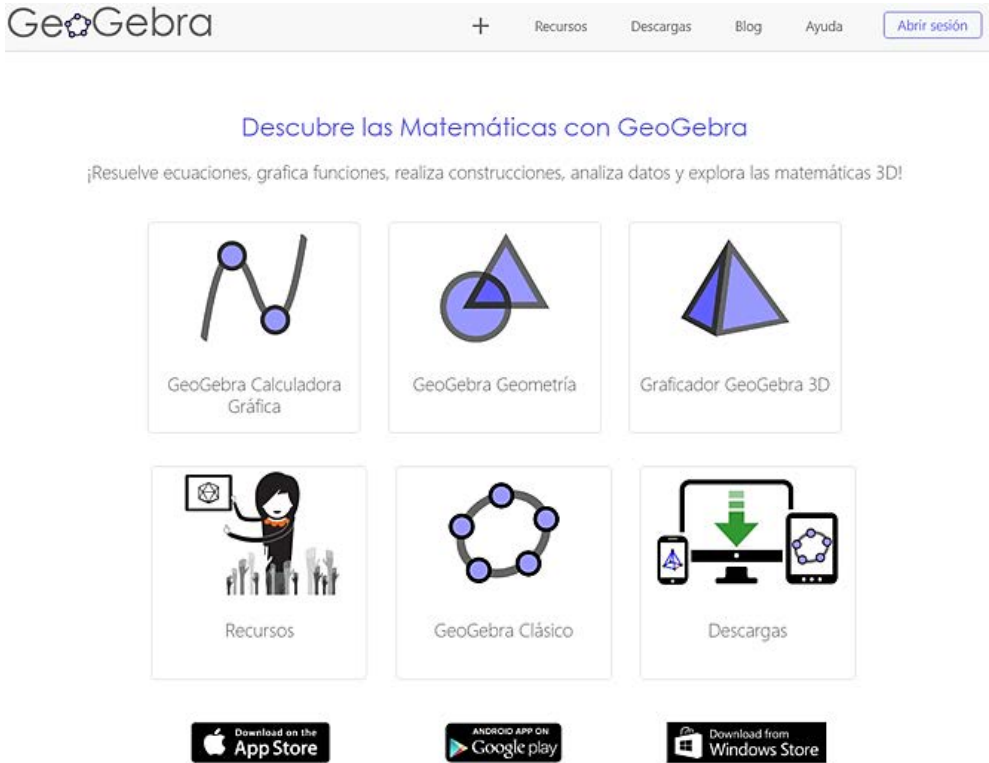 GeoGebra
+ Recursos Descargas Blog Ayuda Abrir sesión
Descubre las Matemáticas con GeoGebra
¡Resuelve ecuaciones, grafica funciones, realiza construcciones, analiza datos y explora las matemáticas 3D!
GeoGebra Calculadora
Gráfica
GeoGebra Geometría
Graficador GeoGebra 3D
Recursos
GeoGebra Clásico
Descargas
Download on the
App Store
ANDROID APP ON
Google play
Download from
Windows Store